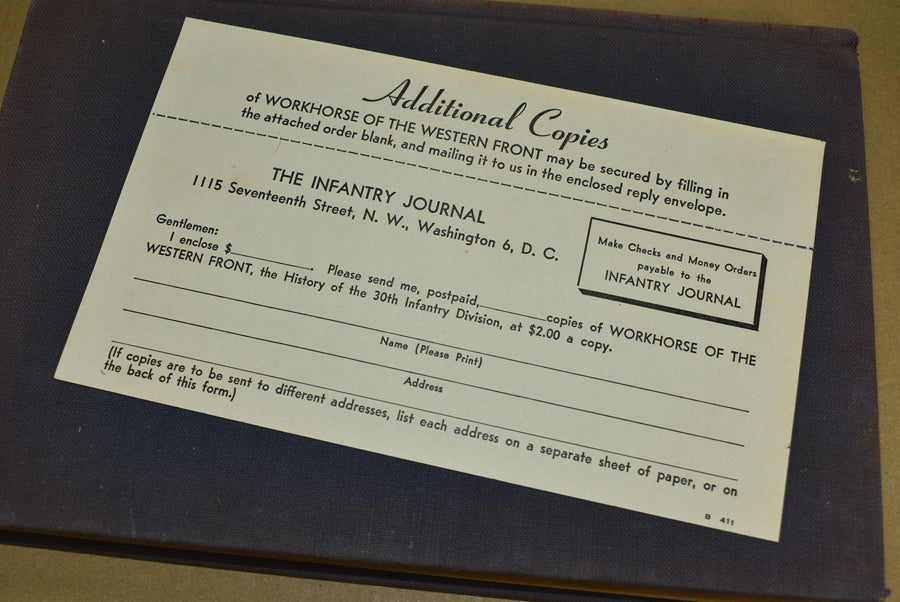 Additional Copies
of WORKHORSE OF THE WESTERN FRONT may be secured by filling in
the attached order blank, and mailing it to us in the enclosed reply envelope.
THE INFANTRY JOURNAL
1115 Seventeenth Street, N. W., Washington 6, D. C.
Make Checks and Money Orders
payable to the
INFANTRY JOURNAL
Gentlemen:
I enclose $____________. Please send me, postpaid,__________copies of WORKHORSE OF THE
WESTERN FRONT, the History of the 30th Infantry Division, at $2.00 a copy.
Name (Please Print)
Address
(If copies are to be sent to different addresses, list each address on a separate sheet of paper, or on
the back of this form.)
B 411